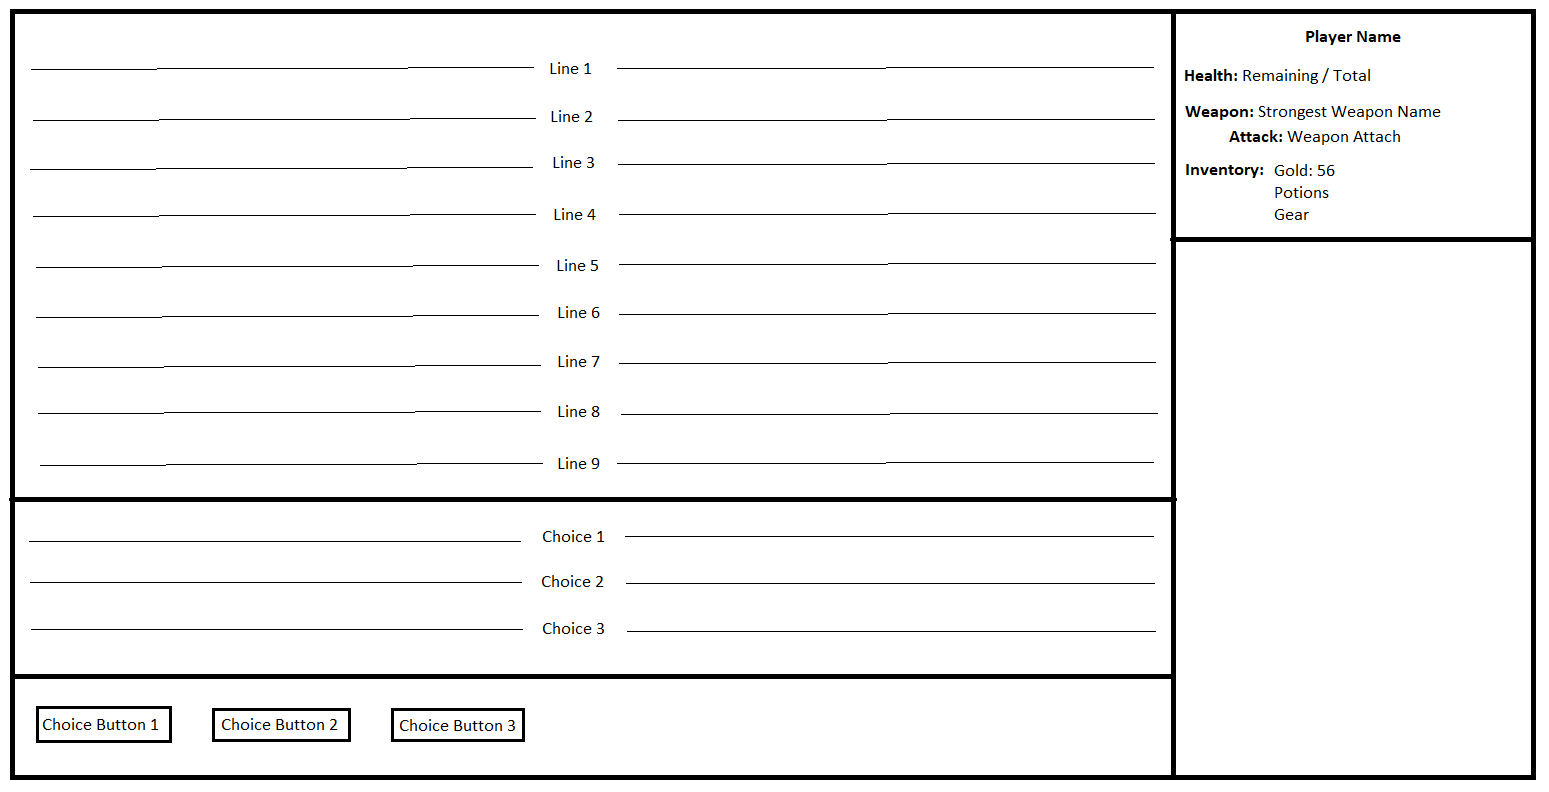 Line 1
Line 2
Line 3
Line 4
Line 5
Line 6
Line 7
Line 8
Line 9
Choice 1
Choice 2
Choice 3
Choice Button 1
Choice Button 2
Choice Button 3
Player Name
Health: Remaining / Total
Weapon: Strongest Weapon Name
Attack: Weapon Attach
Inventory: Gold: 56
Potions
Gear